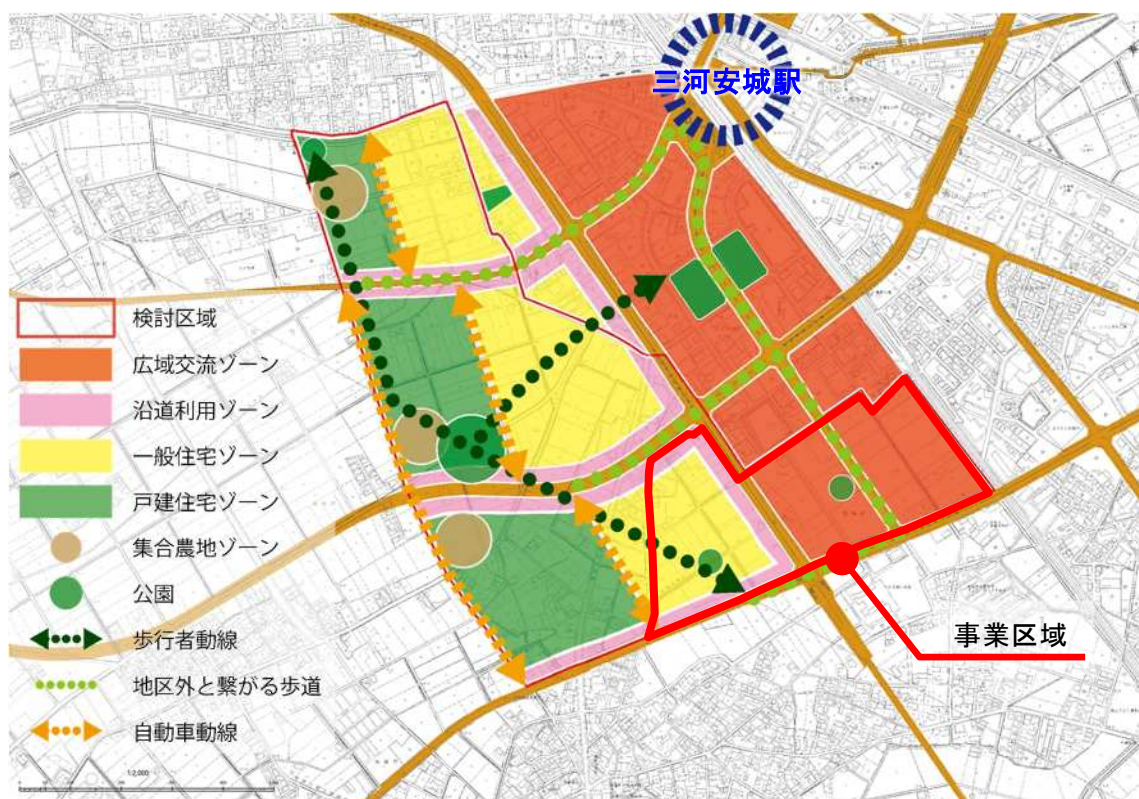 三河安城駅
検討区域
広域交流ゾーン
沿道利用ゾーン
一般住宅ゾーン
戸建住宅ゾーン
集合農地ゾーン
公園
歩行者動線
地区外と繋がる歩道
自動車動線
事業区域
1:2,000